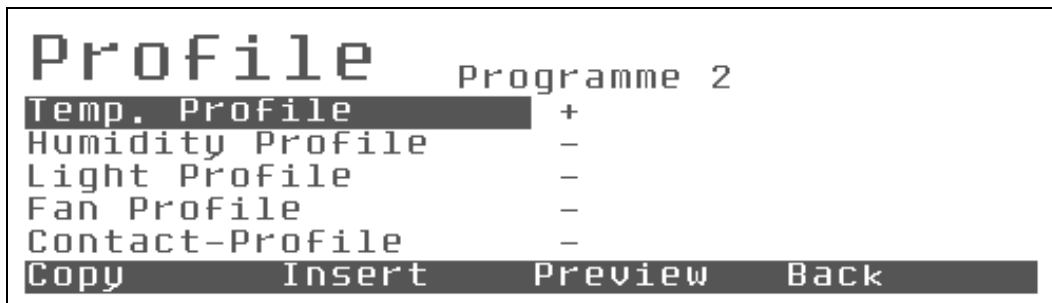 Profile Programme 2
Temp. Profile +
Humidity Profile -
Light Profile -
Fan Profile -
Contact-Profile -
Copy Insert Preview Back